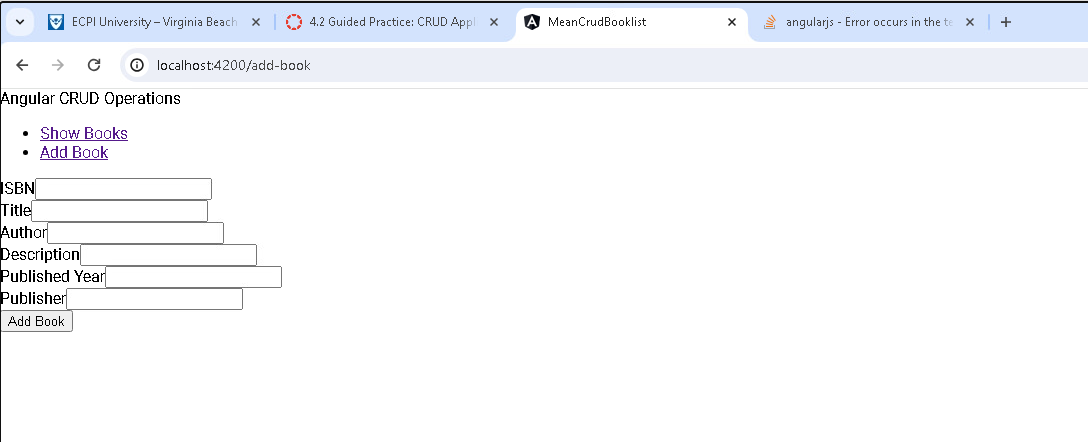 ECPI University – Virginia Beach
4.2 Guided Practice: CRUD Appl
MeanCrudBooklist
angularjs - Error occurs in the te
localhost:4200/add-book
Angular CRUD Operations
Show Books
Add Book
ISBN
Title
Author
Description
Published Year
Publisher
Add Book